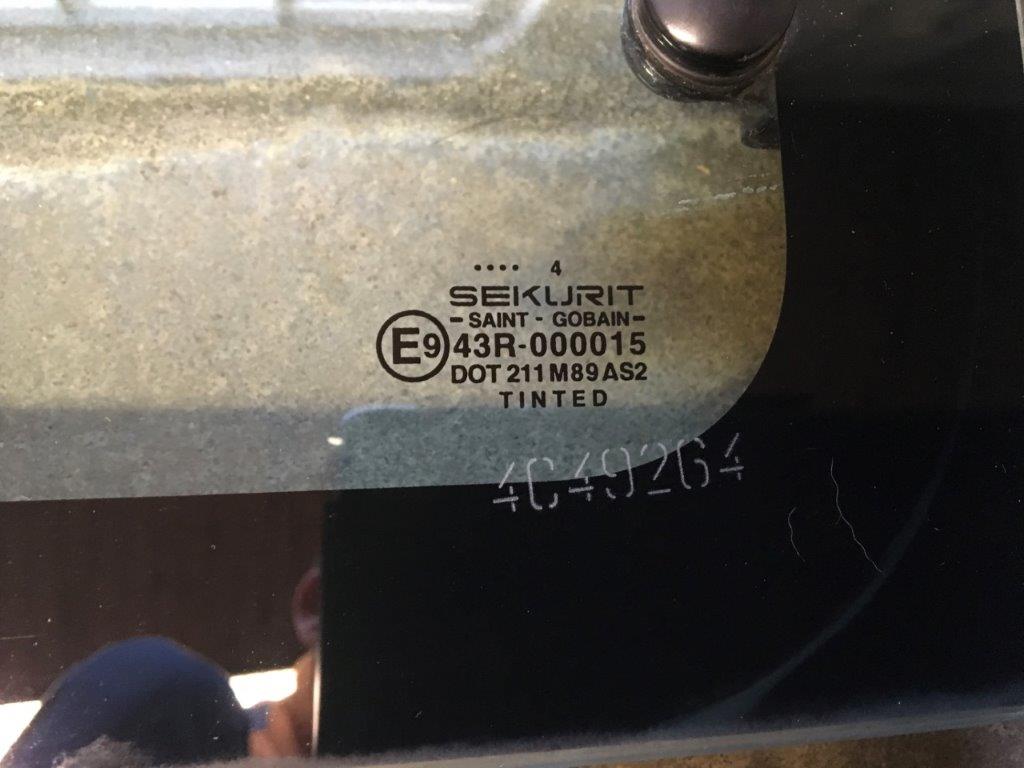 .... 4
SEKURIT
- SAINT - GOBAIN -
E9 43R-000015
DOT 211 M89 AS2
TINTED
4C49264